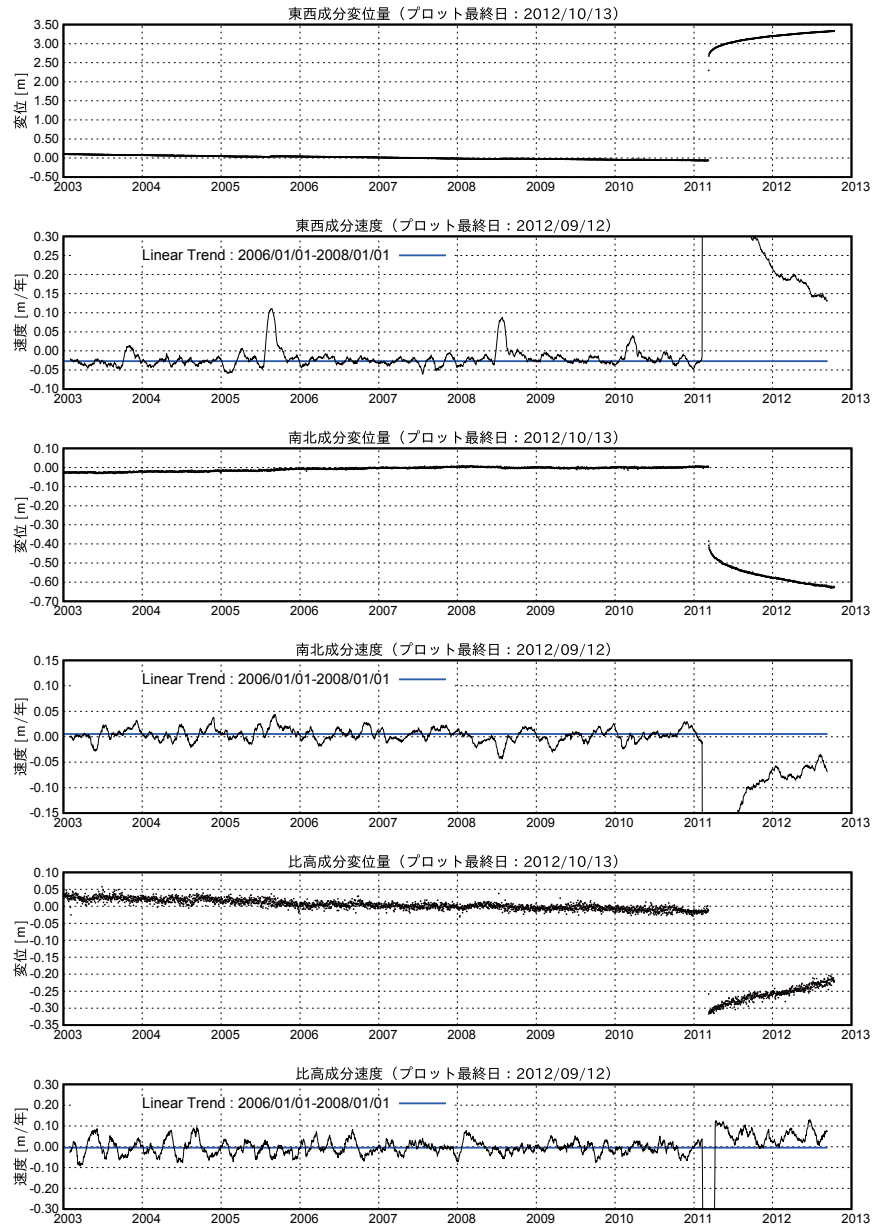 東西成分変位量（プロット最終日：2012/10/13）
変位 [m]
3.50
3.00
2.50
2.00
1.50
1.00
0.50
0.00
-0.50
2003 2004 2005 2006 2007 2008 2009 2010 2011 2012 2013
東西成分速度（プロット最終日：2012/09/12）
Linear Trend : 2006/01/01-2008/01/01
速度 [m/年]
0.30
0.25
0.20
0.15
0.10
0.05
0.00
-0.05
-0.10
2003 2004 2005 2006 2007 2008 2009 2010 2011 2012 2013
南北成分変位量（プロット最終日：2012/10/13）
変位 [m]
0.10
0.00
-0.10
-0.20
-0.30
-0.40
-0.50
-0.60
-0.70
2003 2004 2005 2006 2007 2008 2009 2010 2011 2012 2013
南北成分速度（プロット最終日：2012/09/12）
Linear Trend : 2006/01/01-2008/01/01
速度 [m/年]
0.15
0.10
0.05
0.00
-0.05
-0.10
-0.15
2003 2004 2005 2006 2007 2008 2009 2010 2011 2012 2013
比高成分変位量（プロット最終日：2012/10/13）
変位 [m]
0.10
0.05
0.00
-0.05
-0.10
-0.15
-0.20
-0.25
-0.30
-0.35
2003 2004 2005 2006 2007 2008 2009 2010 2011 2012 2013
比高成分速度（プロット最終日：2012/09/12）
Linear Trend : 2006/01/01-2008/01/01
速度 [m/年]
0.30
0.20
0.10
0.00
-0.10
-0.20
-0.30
2003 2004 2005 2006 2007 2008 2009 2010 2011 2012 2013